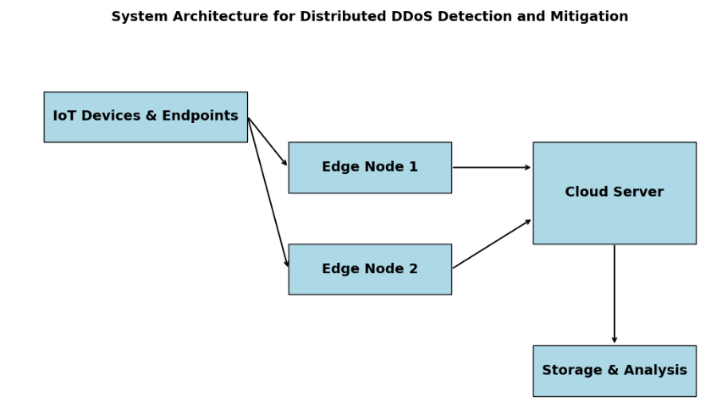 System Architecture for Distributed DDoS Detection and Mitigation
IoT Devices & Endpoints
Edge Node 1
Cloud Server
Edge Node 2
Storage & Analysis